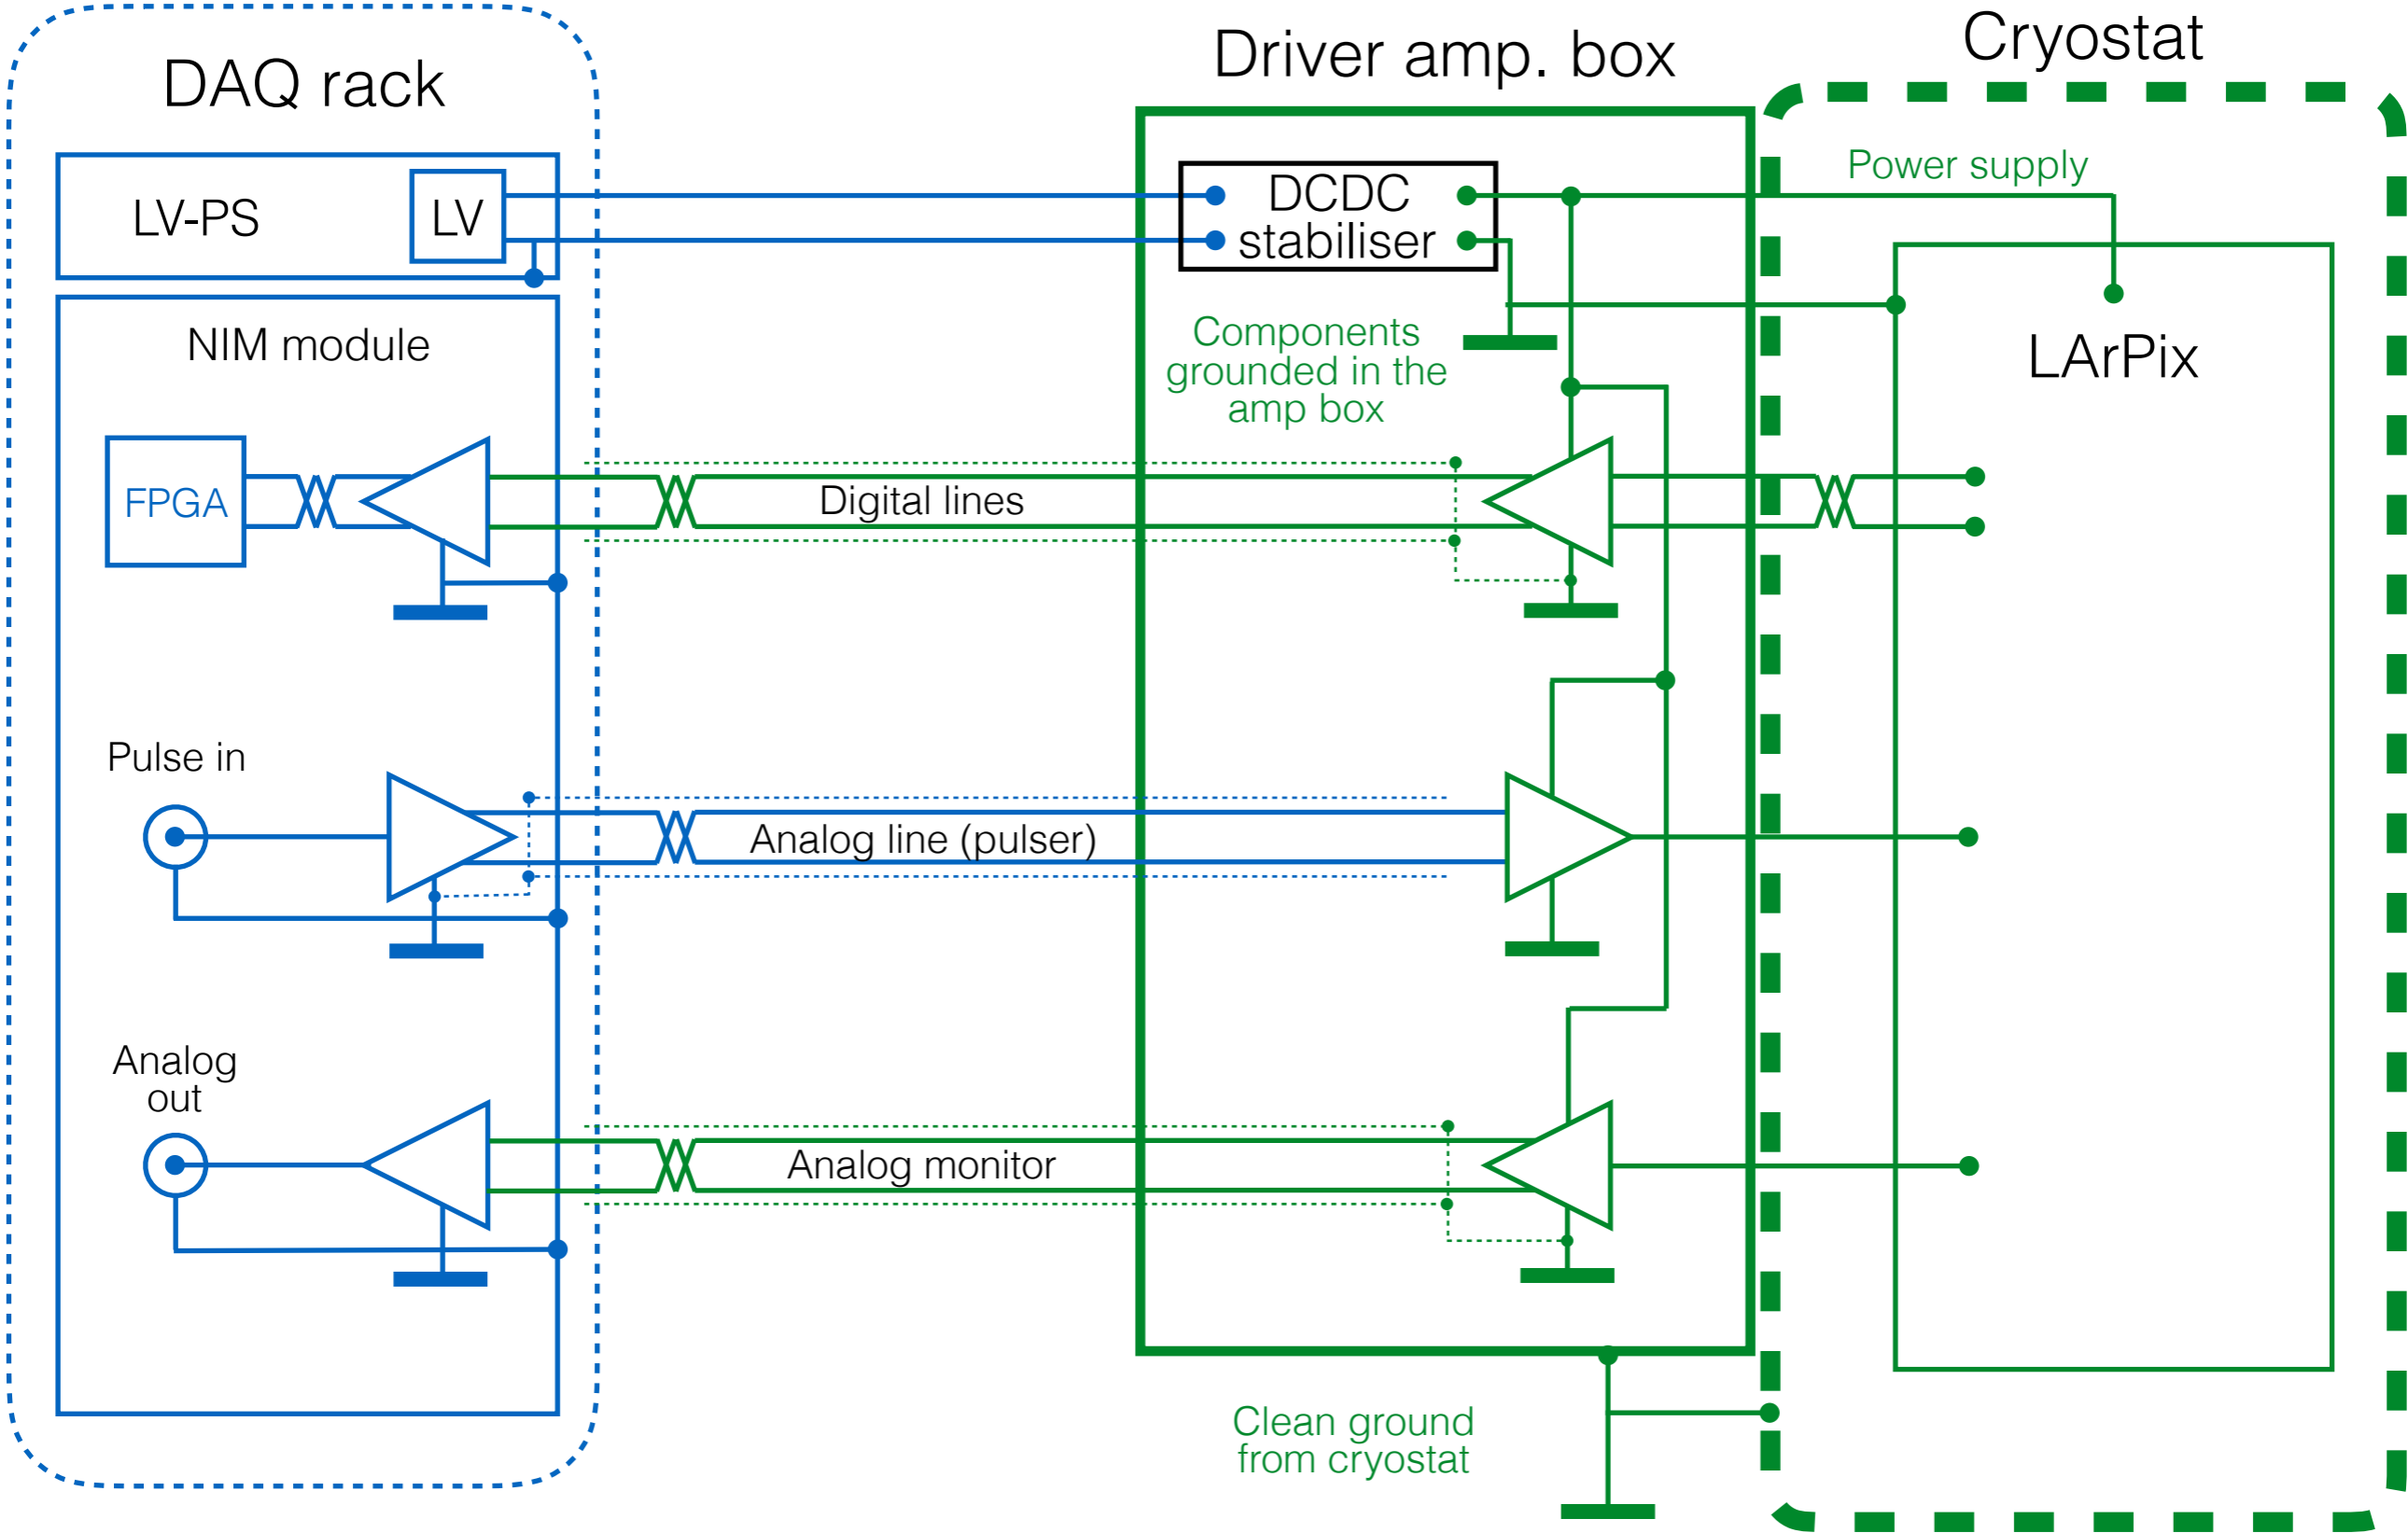 DAQ rack
Driver amp. box
Cryostat
LV-PS
LV
DCDC
stabiliser
Power supply
NIM module
Components
grounded in the
amp box
LArPix
FPGA
Digital lines
Pulse in
Analog line (pulser)
Analog
out
Analog monitor
Clean ground
from cryostat